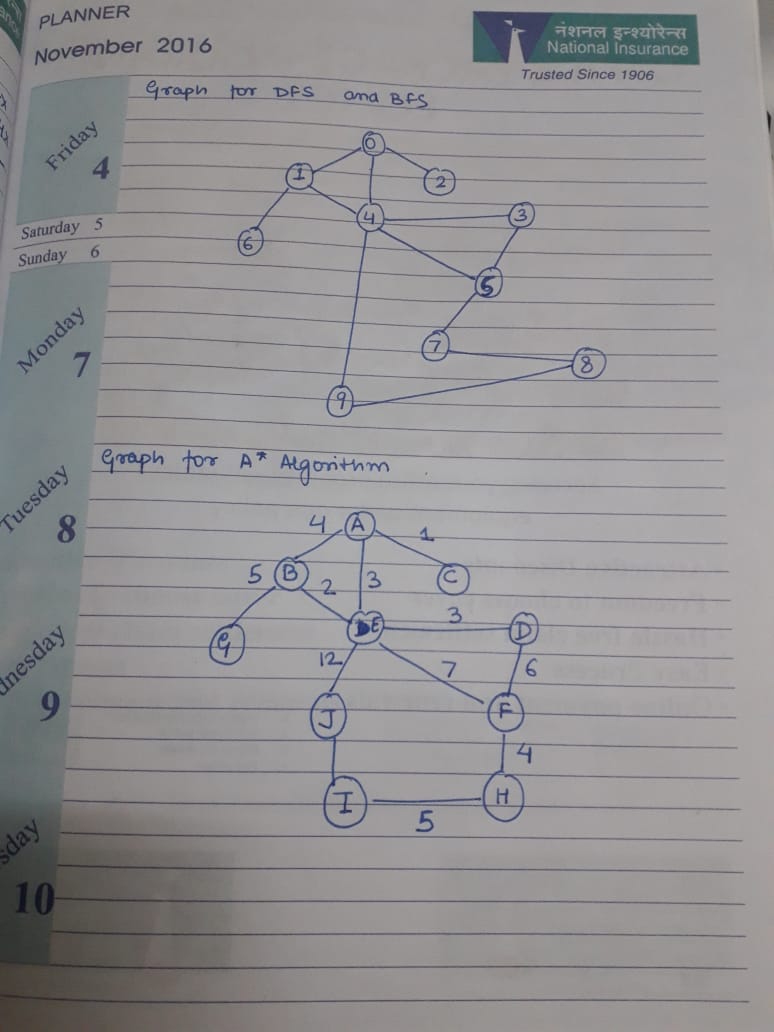 PLANNER
November 2016
नेशनल इन्श्योरेन्स
National Insurance
Trusted Since 1906
Graph for DFS and BFS
Friday
4
0
1
2
4
3
Saturday 5
6
Sunday 6
5
Monday
7
7
8
9
Graph for A* Algorithm
Tuesday
8
4
A
1
5
B
2
3
C
3
G
E
D
12
7
6
nesday
9
J
F
4
I
H
5
sday
10